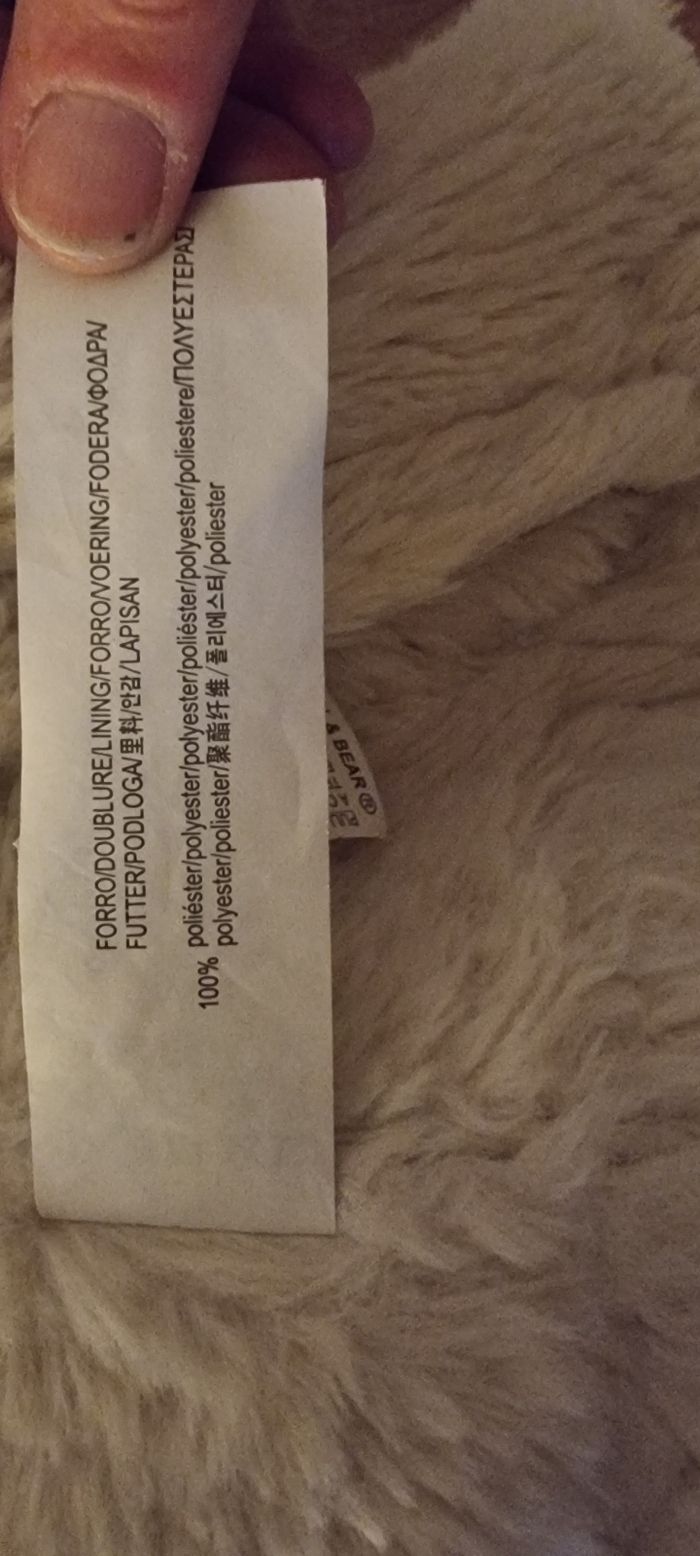 FORRO/DOUBLURE/LINING/FORRO/VOERING/FODERA/ΦΟΔΡΑ/
FUTTER/PODLOGA/里料/안감/LAPISAN
100% poliéster/polyester/polyester/poliéster/polyester/poliestere/ΠΟΛΥΕΣΤΕΡΑΣ/
polyester/poliester/聚酯纤维/폴리에스터/poliester
& BEAR®